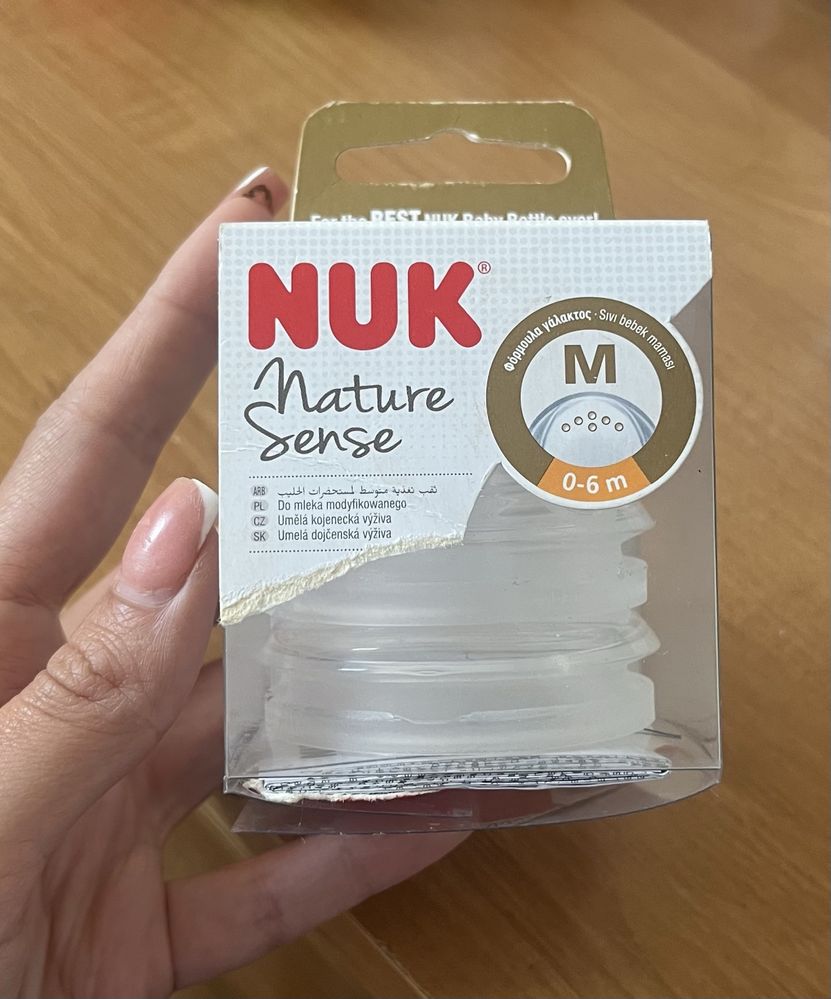 For the BEST NUK Baby Bottle ever!
NUK®
Nature
Sense
Φόρμουλα γάλακτος · Sıvı bebek maması
M
0-6 m
ARB ثقب تغذية متوسط لمستحضرات الحليب
PL Do mleka modyfikowanego
CZ Umělá kojenecká výživa
SK Umelá dojčenská výživa